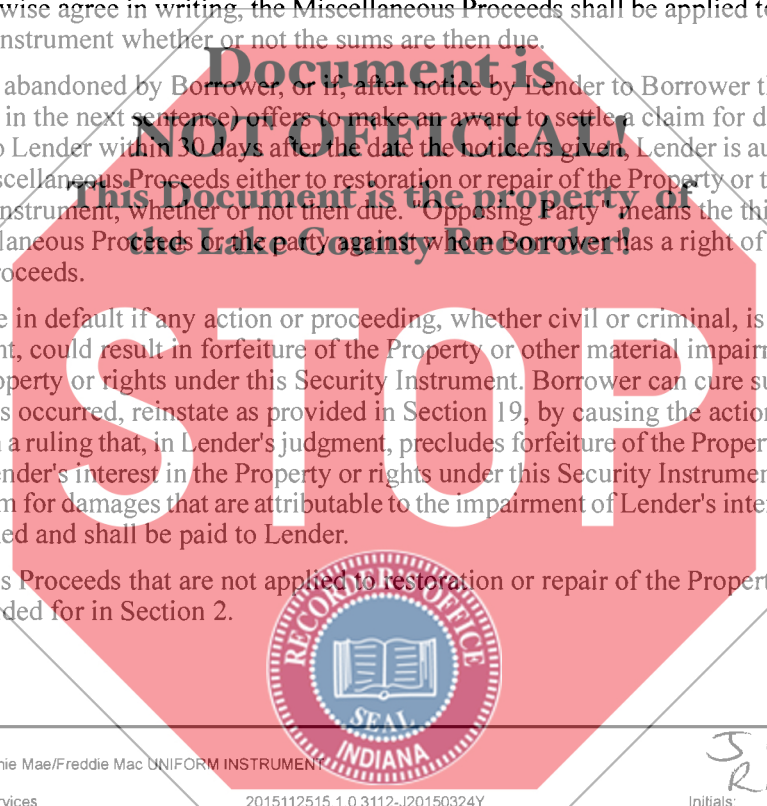 wise agree in writing, the Miscellaneous Proceeds shall be applied to
nstrument whether or not the sums are then due.
Document is
abandoned by Borrower, or if, after notice by Lender to Borrower t
in the next sentence) offers to make an award to settle a claim for d
NOT OFFICIAL!
Lender within 30 days after the date the notice is given, Lender is au
scellaneous Proceeds either to restoration or repair of the Property or t
This Document is the property of
nstrument, whether or not then due. "Opposing Party" means the thi
laneous Proceeds or the party against whom Borrower has a right of
the Lake County Recorder!
roceeds.
e in default if any action or proceeding, whether civil or criminal, is
nt, could result in forfeiture of the Property or other material impairm
operty or rights under this Security Instrument. Borrower can cure su
s occurred, reinstate as provided in Section 19, by causing the action
a ruling that, in Lender's judgment, precludes forfeiture of the Proper
ender's interest in the Property or rights under this Security Instrumen
m for damages that are attributable to the impairment of Lender's inte
ed and shall be paid to Lender.
STOP
s Proceeds that are not applied to restoration or repair of the Propert
ded for in Section 2.
RECORDER'S OFFICE
SEAL
INDIANA
nie Mae/Freddie Mac UNIFORM INSTRUMENT
rvices
2015112515.1.0.3112-J20150324Y
Initials:
J
R